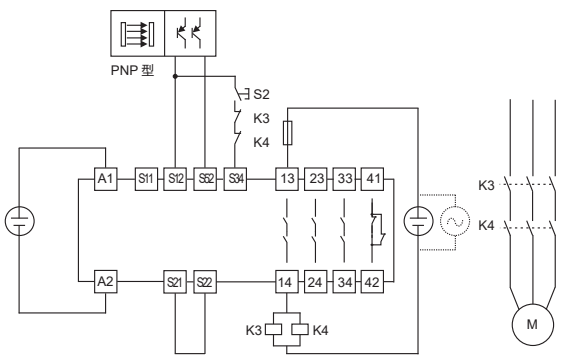 PNP 型
S2
K3
K4
A1 S11 S12 S52 S34 13 23 33 41
K3
K4
A2 S21 S22 14 24 34 42
K3 K4
M